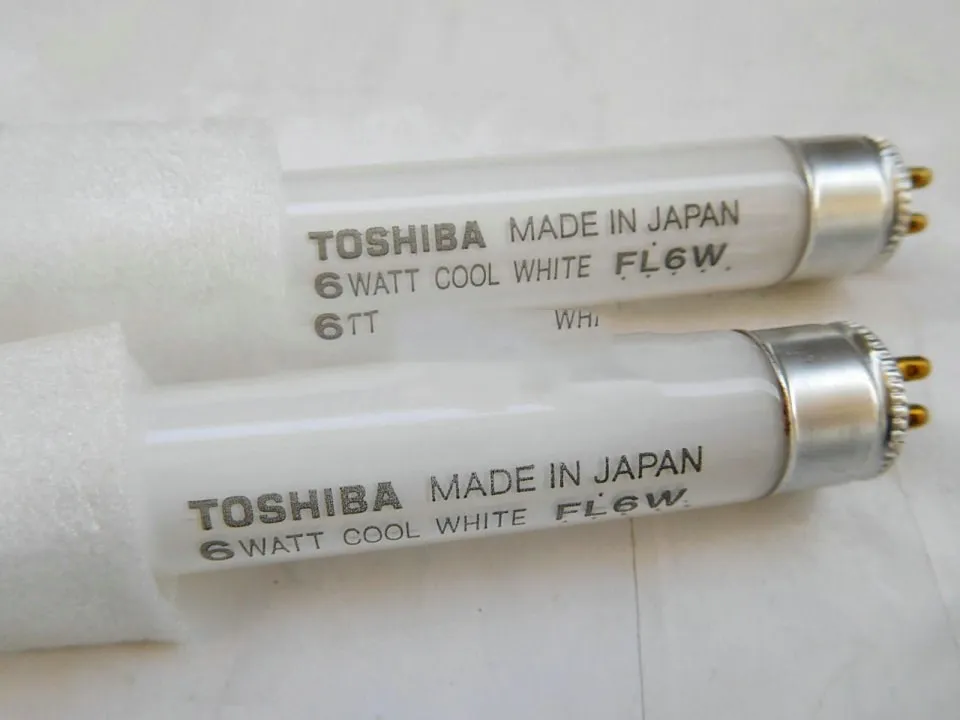 TOSHIBA MADE IN JAPAN
6 WATT COOL WHITE FL6W
6TT WHI
TOSHIBA MADE IN JAPAN
6 WATT COOL WHITE FL6W